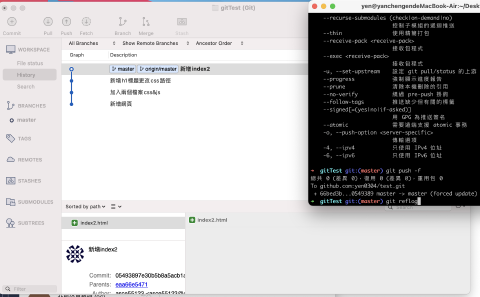 gitTest
Commit
Pull
Push
Fetch
Branch
Merge
Stash
All Branches
Show Remote Branches
Ancestor Order
Graph
Description
WORKSPACE
File status
History
Search
BRANCHES
master
TAGS
REMOTES
STASHES
SUBMODULES
SUBTREES
Filter
master
origin/master
新增index2
新增h1標題更改css路徑
加入兩個檔案css&js
新增網頁
Sorted by path
index2.html
index2.html
新增index2
Commit:
Parents: eea66e5471
Author:
yen@yanchengendeMacBook-Air:~/Desk
--recurse-submodules (check|on-demand|no)
控制子模組的遞迴推送
--thin 使用精簡打包
--receive-pack <receive-pack>
接收包程式
--exec <receive-pack>
接收包程式
-u, --set-upstream 設定 git pull/status 的上游
--progress 強制顯示進度報告
--prune 清除本機刪除的引用
--no-verify 繞過 pre-push 掛鉤
--follow-tags 推送缺少但有關的標籤
--signed[=(yes|no|if-asked)]
用 GPG 為推送簽名
--atomic 需要遠端支援 atomic 事務
-o, --push-option <server-specific>
傳輸選項
-4, --ipv4 只使用 IPv4 位址
-6, --ipv6 只使用 IPv6 位址
→ gitTest git:(master) git push -f
總共 0 (差異 0)，復用 0 (差異 0)，重用包 0
To github.com:yen0304/test.git
+ 66bed3b...0549389 master -> master (forced update)
→ gitTest git:(master) git reflog